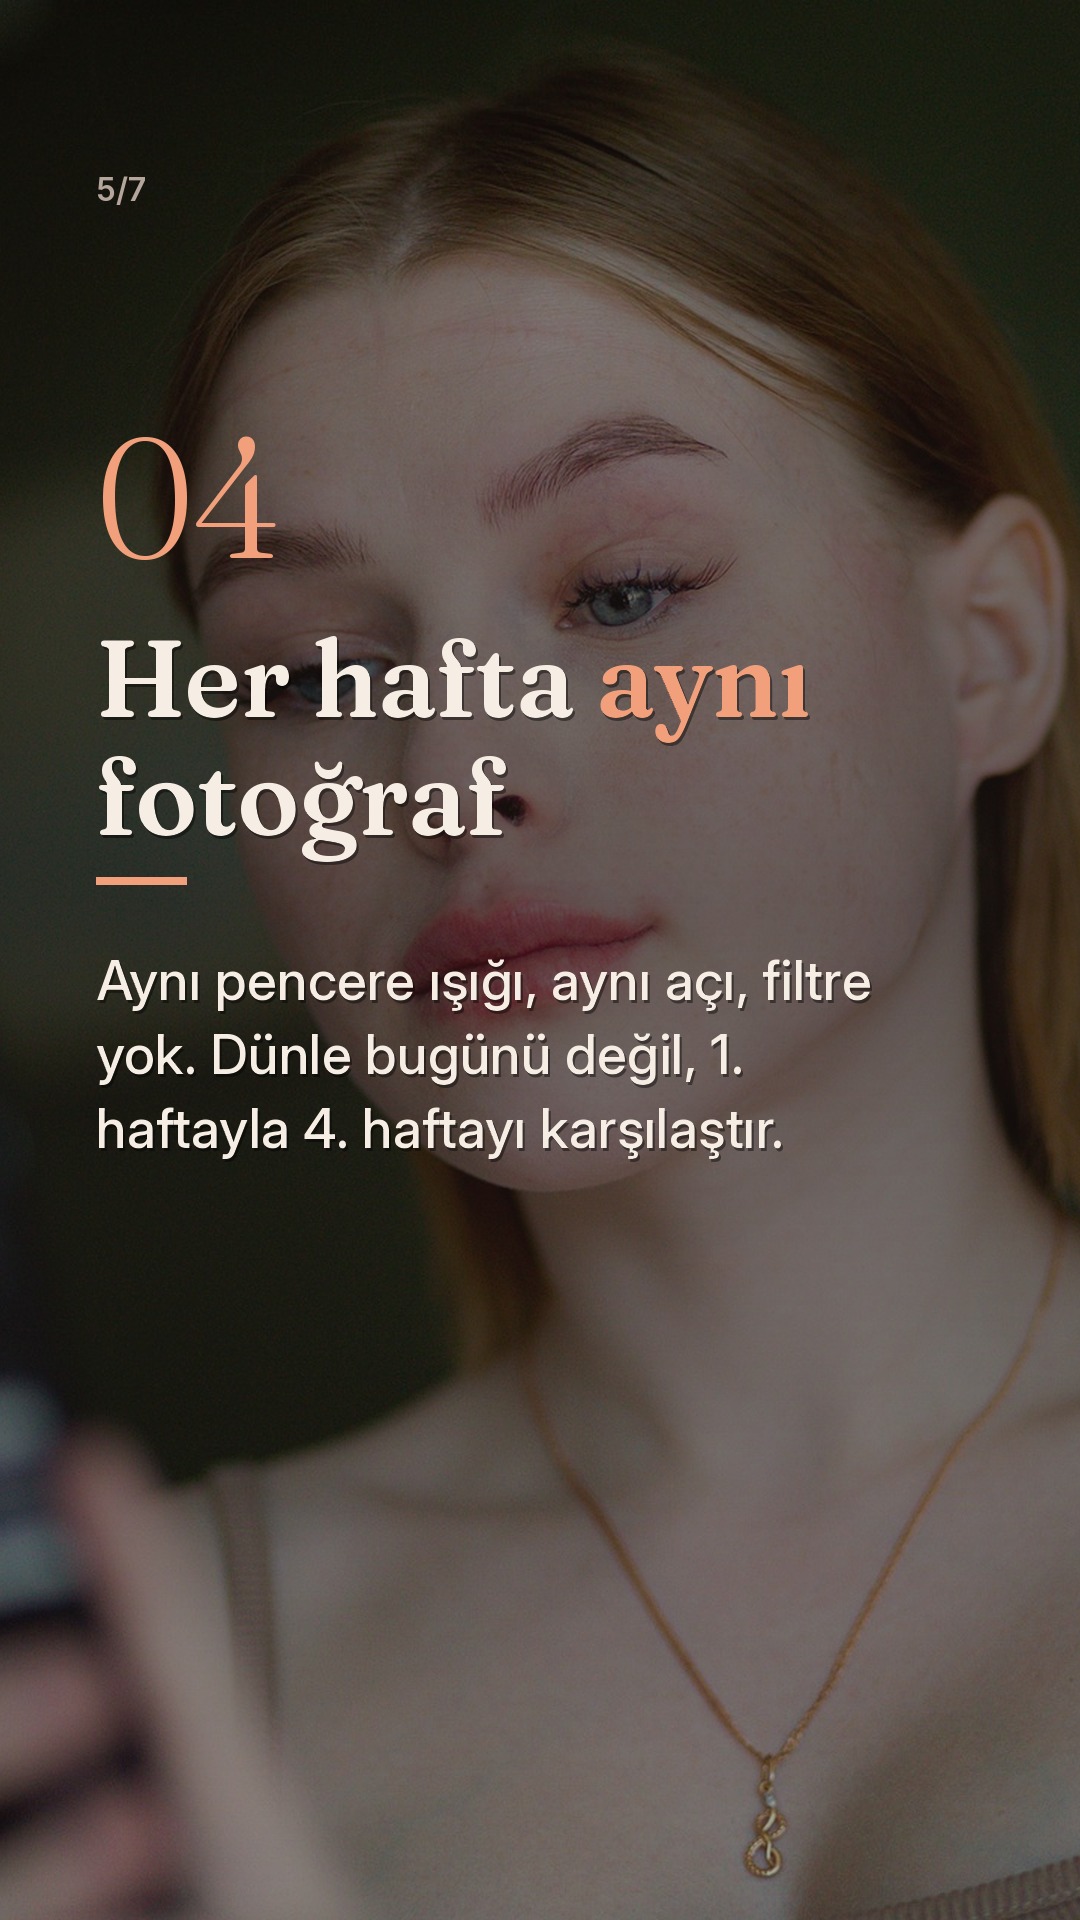 5/7
04
Her hafta aynı
fotoğraf
Aynı pencere ışığı, aynı açı, filtre
yok. Dünle bugünü değil, 1.
haftayla 4. haftayı karşılaştır.